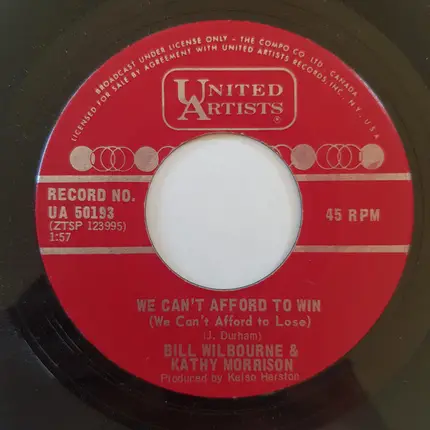 BROADCAST UNDER LICENSE ONLY - THE COMPO CO. LTD., CANADA.
LICENSED FOR SALE BY AGREEMENT WITH UNITED ARTISTS RECORDS, INC., N.Y., U.S.A.
UNITED
ARTISTS
®
RECORD NO.
UA 50193
(ZTSP 123995)
1:57
45 RPM
WE CAN'T AFFORD TO WIN
(We Can't Afford to Lose)
(J. Durham)
BILL WILBOURNE &
KATHY MORRISON
Produced by Kelso Herston